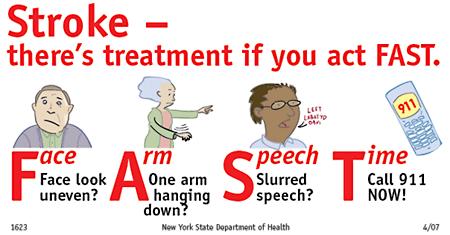 Stroke –
there's treatment if you act FAST.
LEFT
911
Face
Face look
uneven?
Arm
One arm
hanging
down?
Speech
Slurred
speech?
Time
Call 911
NOW!
1623
New York State Department of Health
4/07